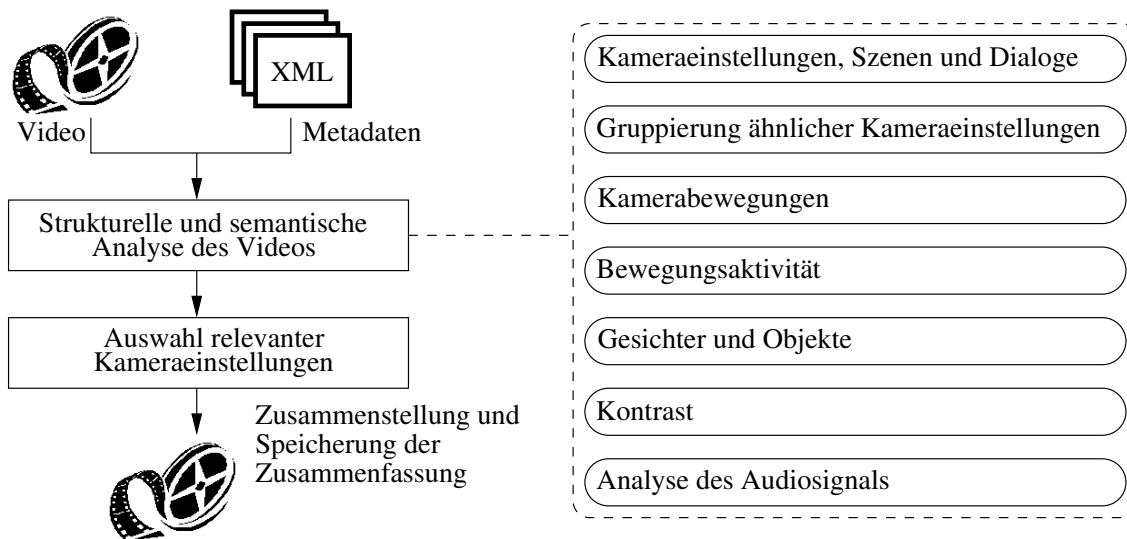 XML
Video
Metadaten
Strukturelle und semantische
Analyse des Videos
Auswahl relevanter
Kameraeinstellungen
Zusammenstellung und
Speicherung der
Zusammenfassung
Kameraeinstellungen, Szenen und Dialoge
Gruppierung ähnlicher Kameraeinstellungen
Kamerabewegungen
Bewegungsaktivität
Gesichter und Objekte
Kontrast
Analyse des Audiosignals